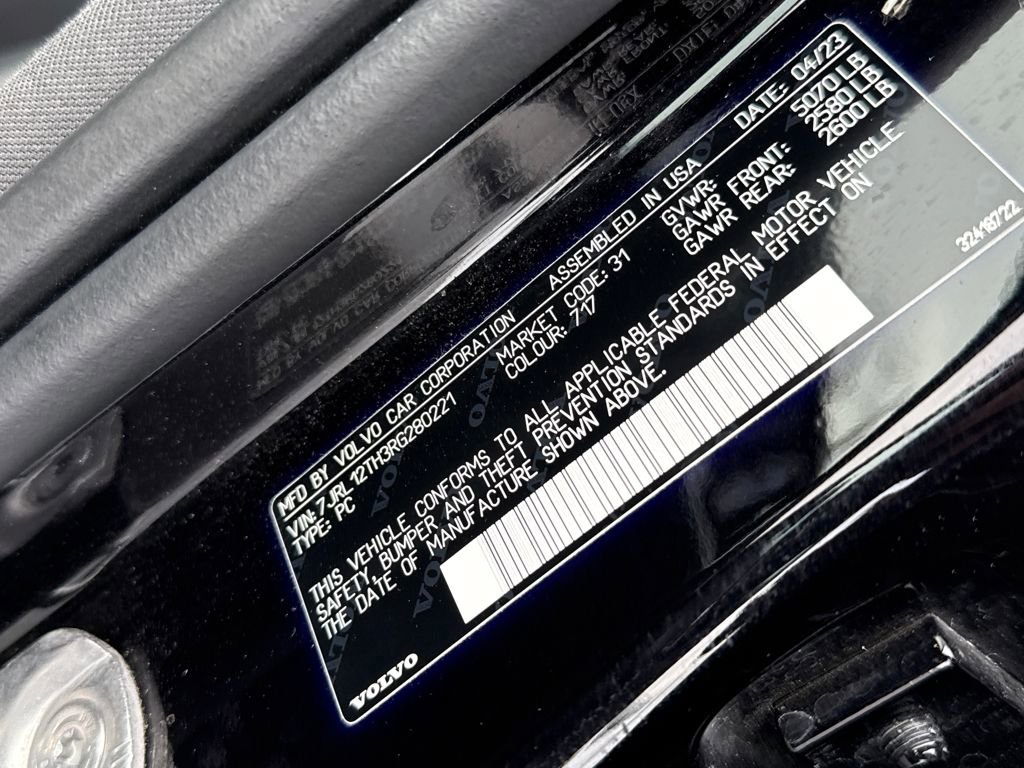 MFD BY VOLVO CAR CORPORATION ASSEMBLED IN USA DATE: 04/23
VIN:7JRL12TH3RG280221 MARKET CODE: 31 GVWR: 5070 LB
TYPE: PC COLOUR: 717 GAWR FRONT: 2580 LB
GAWR REAR: 2600 LB
THIS VEHICLE CONFORMS TO ALL APPLICABLE FEDERAL MOTOR VEHICLE
SAFETY, BUMPER AND THEFT PREVENTION STANDARDS IN EFFECT ON
THE DATE OF MANUFACTURE SHOWN ABOVE.
VOLVO
32418722